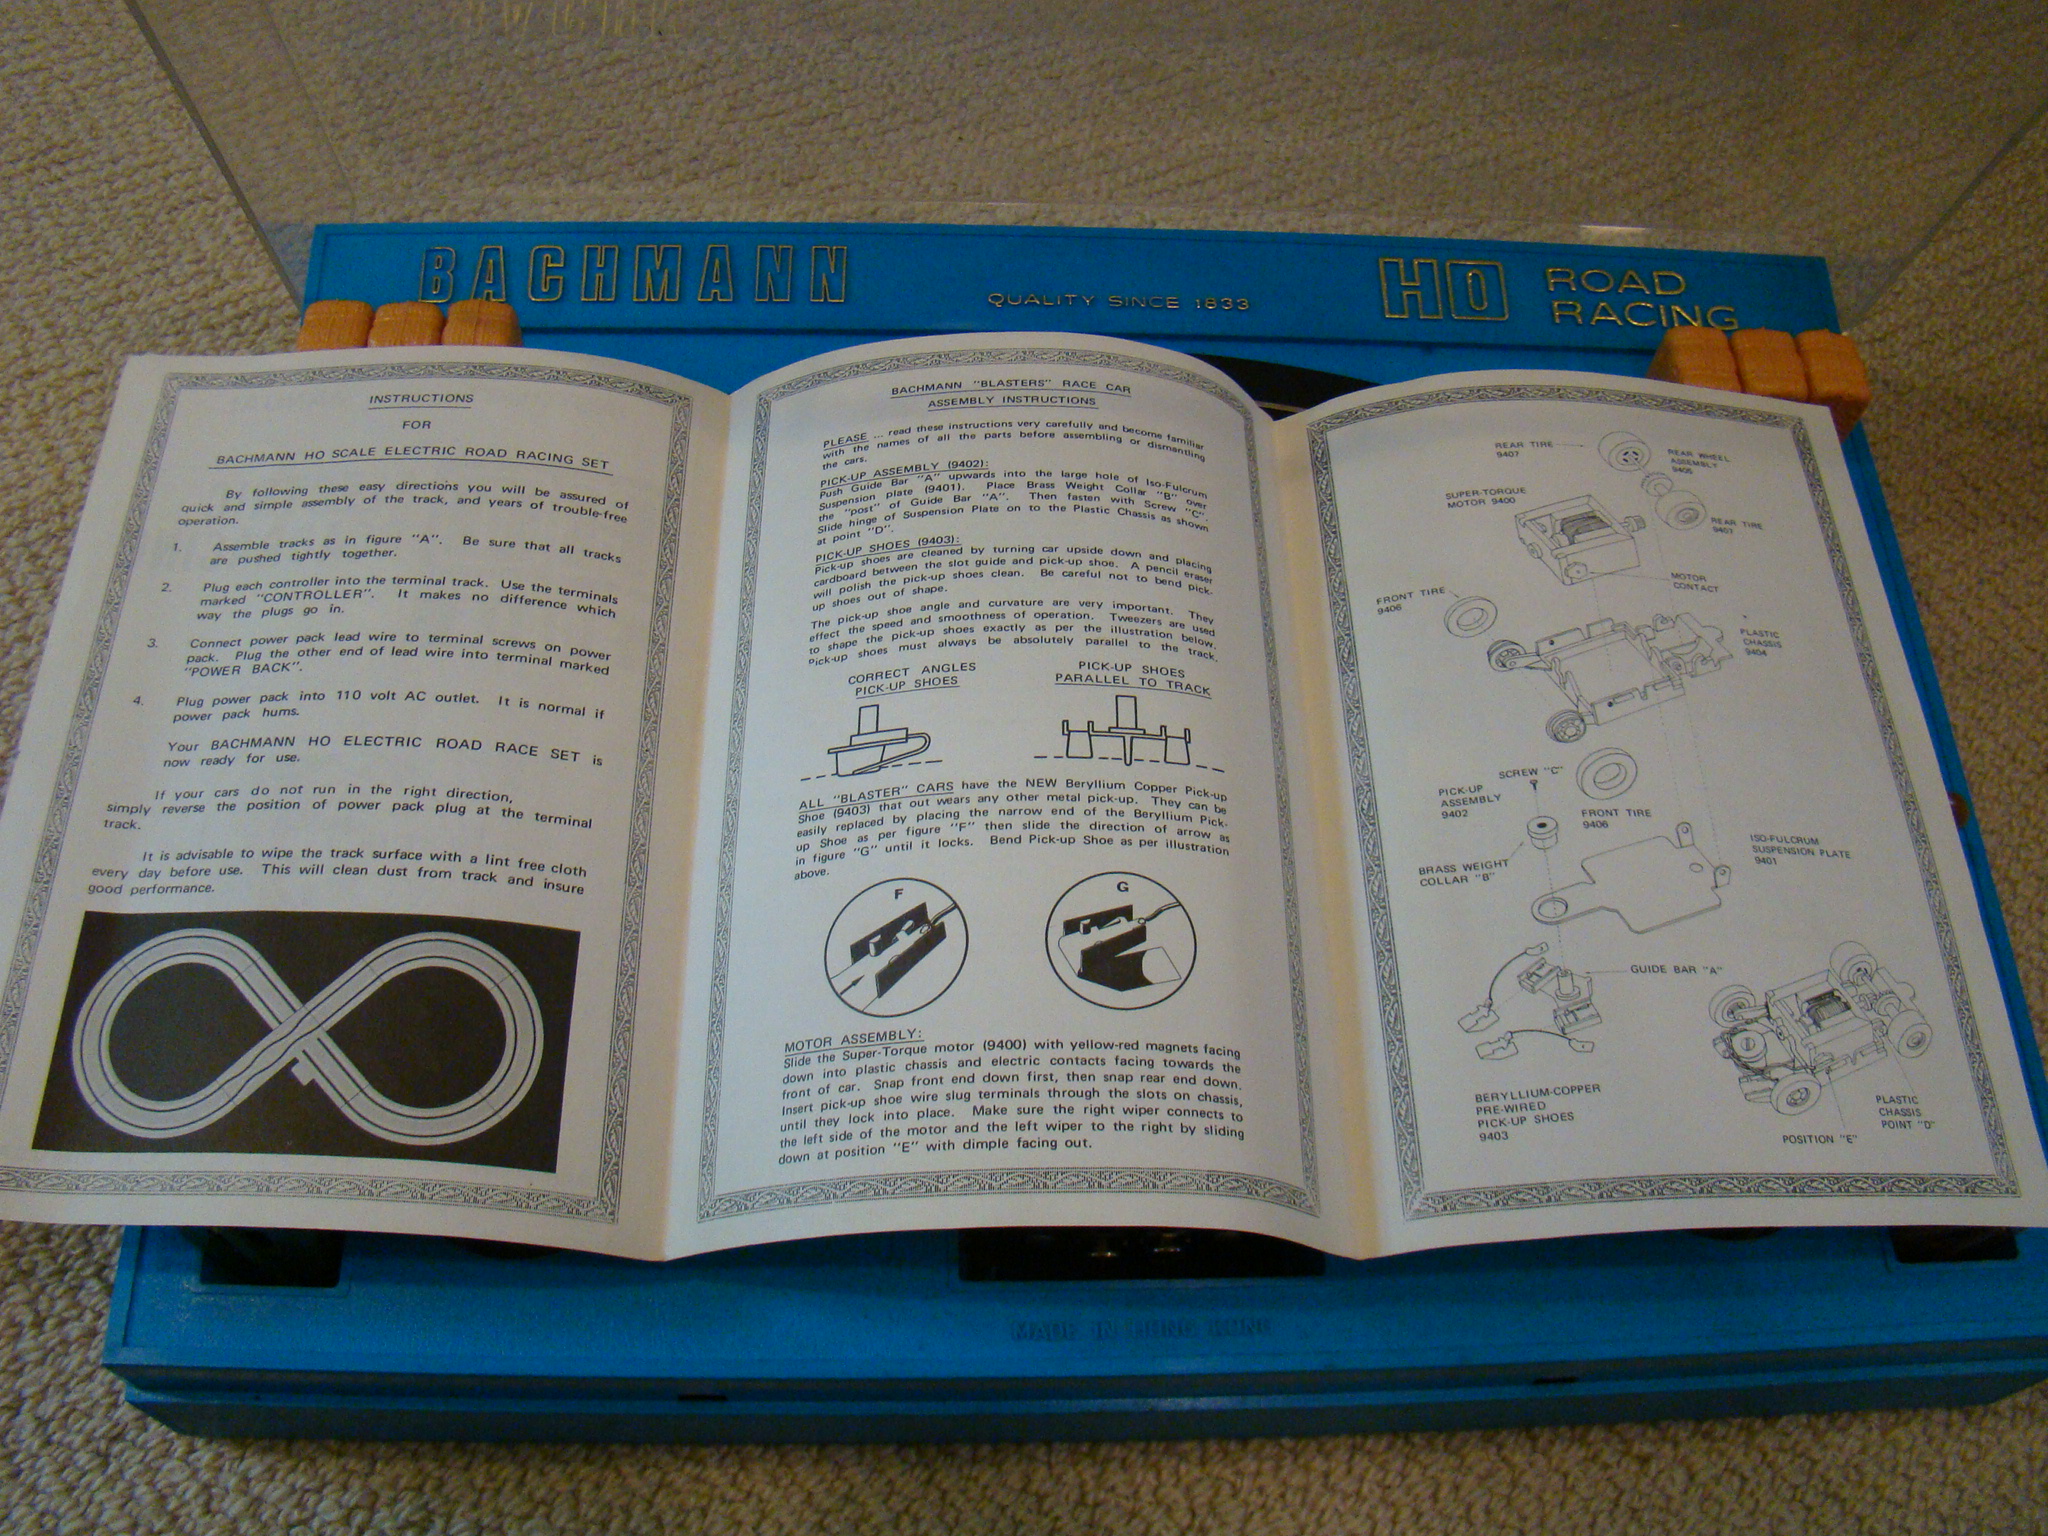 BACHMANN
QUALITY SINCE 1833
HO ROAD
RACING
INSTRUCTIONS
FOR
BACHMANN HO SCALE ELECTRIC ROAD RACING SET
By following these easy directions you will be assured of
quick and simple assembly of the track, and years of trouble-free
operation.
1. Assemble tracks as in figure "A". Be sure that all tracks
are pushed tightly together.
2. Plug each controller into the terminal track. Use the terminals
marked "CONTROLLER". It makes no difference which
way the plugs go in.
3. Connect power pack lead wire to terminal screws on power
pack. Plug the other end of lead wire into terminal marked
"POWER BACK".
4. Plug power pack into 110 volt AC outlet. It is normal if
power pack hums.
Your BACHMANN HO ELECTRIC ROAD RACE SET is
now ready for use.
If your cars do not run in the right direction,
simply reverse the position of power pack plug at the terminal
track.
It is advisable to wipe the track surface with a lint free cloth
every day before use. This will clean dust from track and insure
good performance.
BACHMANN "BLASTERS" RACE CAR
ASSEMBLY INSTRUCTIONS
PLEASE ... read these instructions very carefully and become familiar
with the names of all the parts before assembling or dismantling
the cars.
PICK-UP ASSEMBLY (9402):
Push Guide Bar "A" upwards into the large hole of Iso-Fulcrum
Suspension plate (9401). Place Brass Weight Collar "B" over
the "post" of Guide Bar "A". Then fasten with Screw "C".
Slide hinge of Suspension Plate on to the Plastic Chassis as shown
at point "D".
PICK-UP SHOES (9403):
Pick-up shoes are cleaned by turning car upside down and placing
cardboard between the slot guide and pick-up shoe. A pencil eraser
will polish the pick-up shoes clean. Be careful not to bend pick-
up shoes out of shape.
The pick-up shoe angle and curvature are very important. They
effect the speed and smoothness of operation. Tweezers are used
to shape the pick-up shoes exactly as per the illustration below.
Pick-up shoes must always be absolutely parallel to the track.
CORRECT ANGLES
PICK-UP SHOES
PICK-UP SHOES
PARALLEL TO TRACK
ALL "BLASTER" CARS have the NEW Beryllium Copper Pick-up
Shoe (9403) that out wears any other metal pick-up. They can be
easily replaced by placing the narrow end of the Beryllium Pick-
up Shoe as per figure "F" then slide the direction of arrow as
in figure "G" until it locks. Bend Pick-up Shoe as per illustration
above.
F
G
MOTOR ASSEMBLY:
Slide the Super-Torque motor (9400) with yellow-red magnets facing
down into plastic chassis and electric contacts facing towards the
front of car. Snap front end down first, then snap rear end down.
Insert pick-up shoe wire slug terminals through the slots on chassis,
until they lock into place. Make sure the right wiper connects to
the left side of the motor and the left wiper to the right by sliding
down at position "E" with dimple facing out.
REAR TIRE
9407
REAR WHEEL
ASSEMBLY
9405
SUPER-TORQUE
MOTOR 9400
REAR TIRE
9407
MOTOR
CONTACT
FRONT TIRE
9406
PLASTIC
CHASSIS
9404
SCREW "C"
PICK-UP
ASSEMBLY
9402
FRONT TIRE
9406
ISO-FULCRUM
SUSPENSION PLATE
9401
BRASS WEIGHT
COLLAR "B"
GUIDE BAR "A"
BERYLLIUM-COPPER
PRE-WIRED
PICK-UP SHOES
9403
PLASTIC
CHASSIS
POINT "D"
POSITION "E"
MADE IN HONG KONG